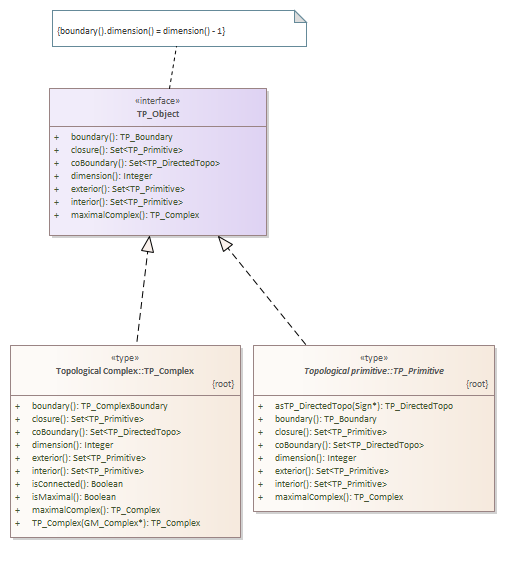 {boundary().dimension() = dimension() - 1}
«interface»
TP_Object
+ boundary(): TP_Boundary
+ closure(): Set<TP_Primitive>
+ coBoundary(): Set<TP_DirectedTopo>
+ dimension(): Integer
+ exterior(): Set<TP_Primitive>
+ interior(): Set<TP_Primitive>
+ maximalComplex(): TP_Complex
«type»
Topological Complex::TP_Complex
{root}
+ boundary(): TP_ComplexBoundary
+ closure(): Set<TP_Primitive>
+ coBoundary(): Set<TP_DirectedTopo>
+ dimension(): Integer
+ exterior(): Set<TP_Primitive>
+ interior(): Set<TP_Primitive>
+ isConnected(): Boolean
+ isMaximal(): Boolean
+ maximalComplex(): TP_Complex
+ TP_Complex(GM_Complex*): TP_Complex
«type»
Topological primitive::TP_Primitive
{root}
+ asTP_DirectedTopo(Sign*): TP_DirectedTopo
+ boundary(): TP_Boundary
+ closure(): Set<TP_Primitive>
+ coBoundary(): Set<TP_DirectedTopo>
+ dimension(): Integer
+ exterior(): Set<TP_Primitive>
+ interior(): Set<TP_Primitive>
+ maximalComplex(): TP_Complex